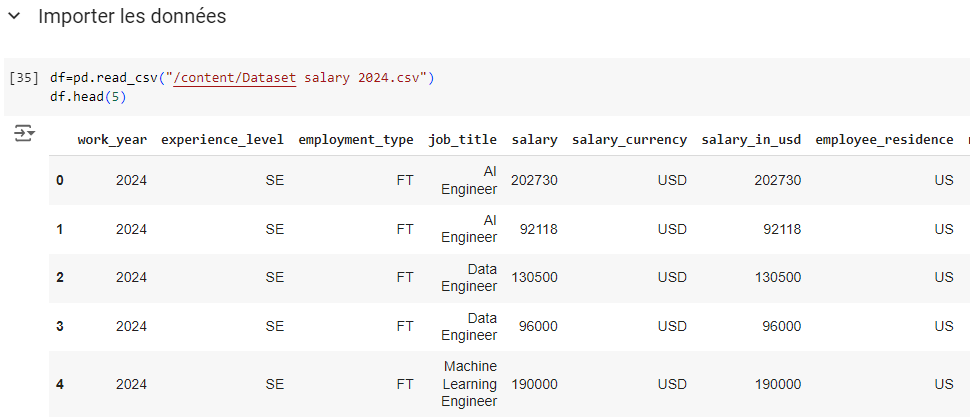 Importer les données
[35] df=pd.read_csv("/content/Dataset salary 2024.csv")
df.head(5)
work_year experience_level employment_type job_title salary salary_currency salary_in_usd employee_residence
0 2024 SE FT AI Engineer 202730 USD 202730 US
1 2024 SE FT AI Engineer 92118 USD 92118 US
2 2024 SE FT Data Engineer 130500 USD 130500 US
3 2024 SE FT Data Engineer 96000 USD 96000 US
4 2024 SE FT Machine Learning Engineer 190000 USD 190000 US